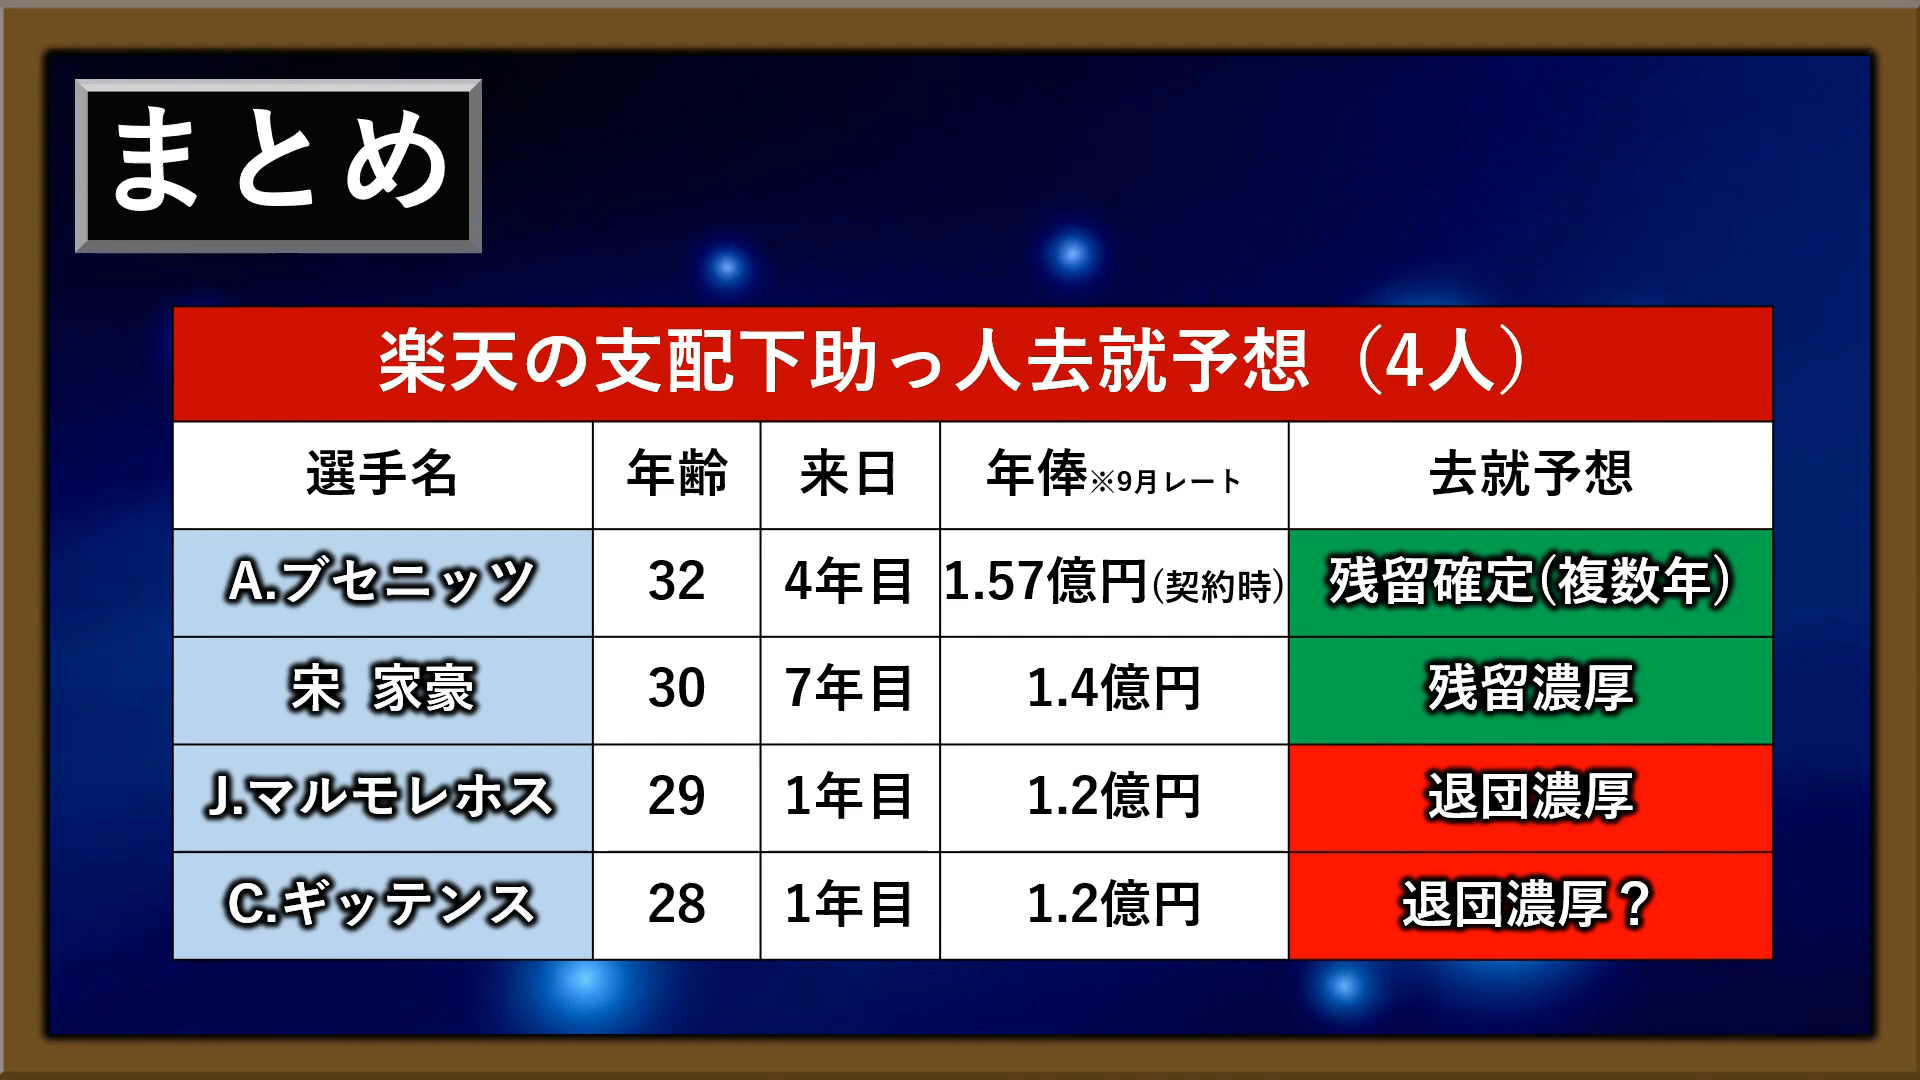 まとめ
楽天の支配下助っ人去就予想（4人）
選手名 年齢 来日 年俸※9月レート 去就予想
A.ブセニッツ 32 4年目 1.57億円(契約時) 残留確定(複数年)
宋 家豪 30 7年目 1.4億円 残留濃厚
J.マルモレホス 29 1年目 1.2億円 退団濃厚
C.ギッテンス 28 1年目 1.2億円 退団濃厚？